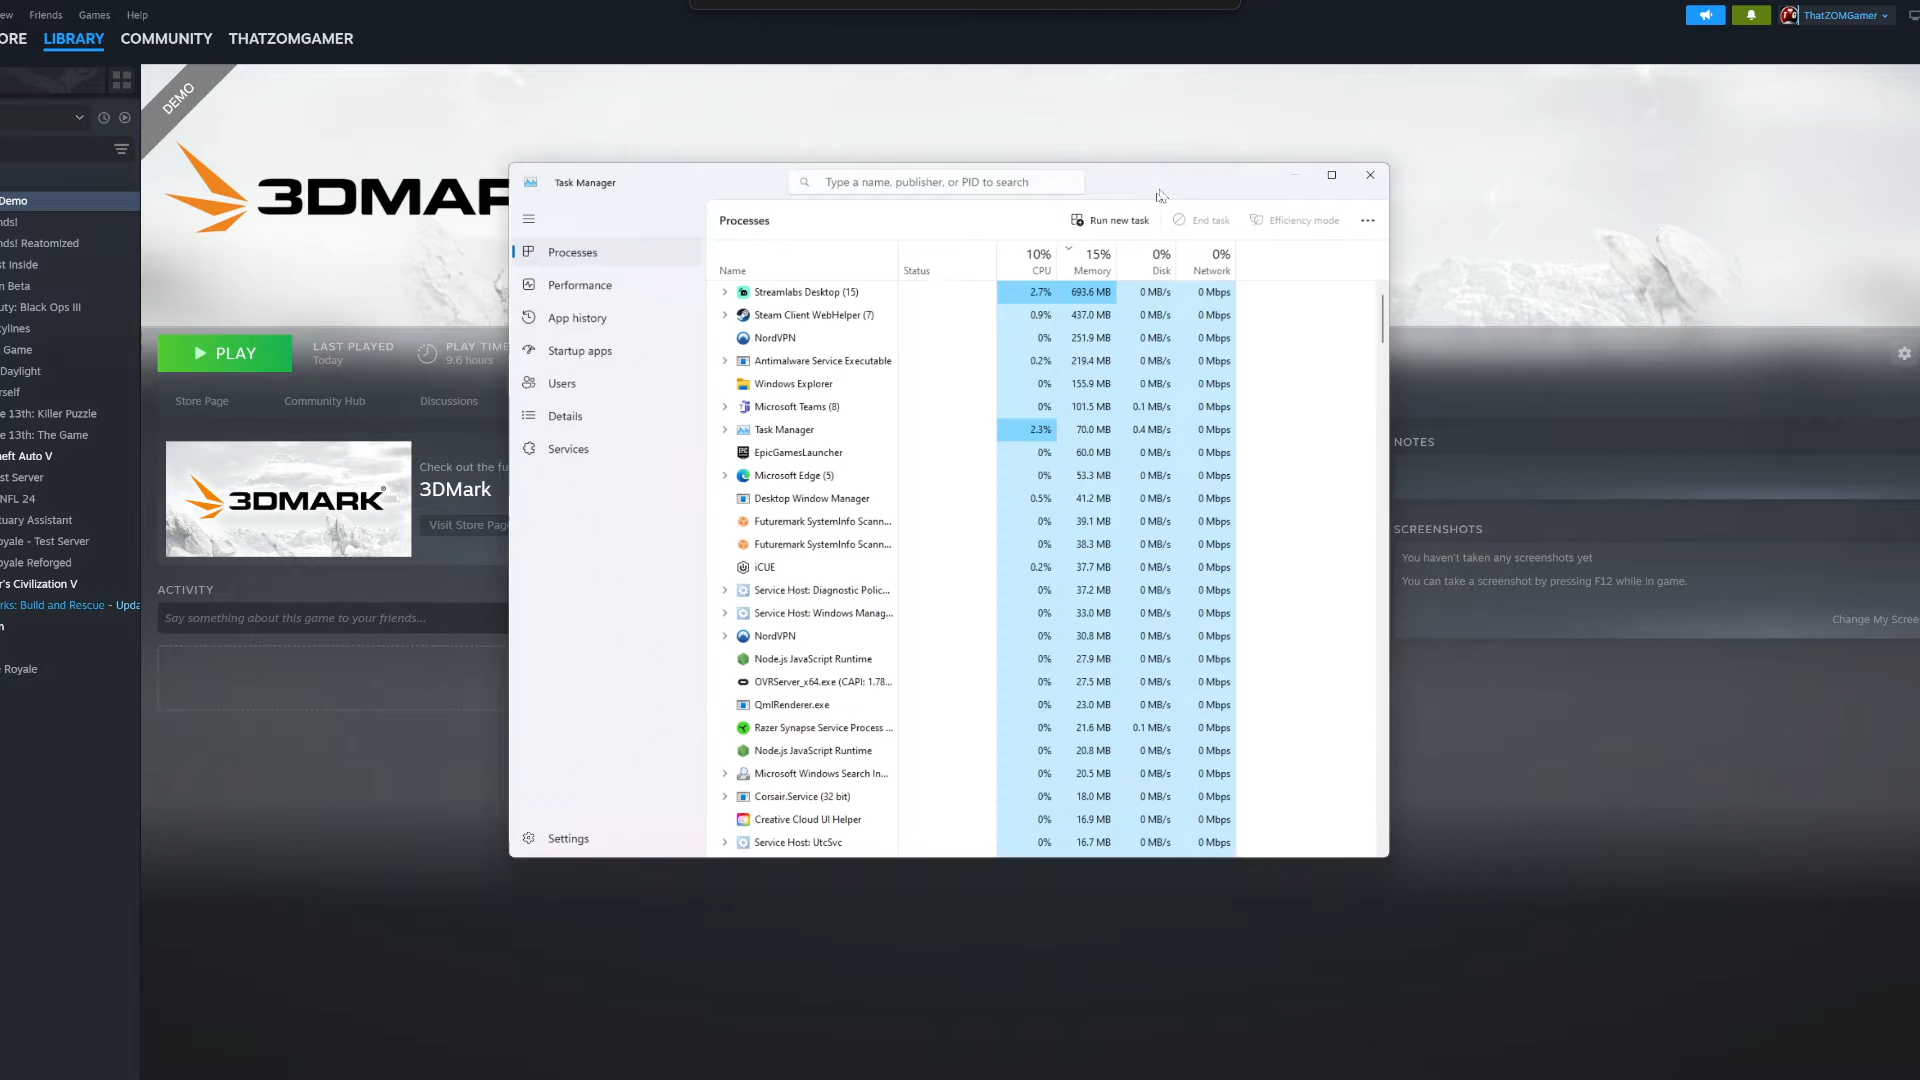 ew Friends Games Help
ThatZOMGamer
ORE LIBRARY COMMUNITY THATZOMGAMER
DEMO
3DMAR
Demo
nds!
nds! Reatomized
st Inside
n Beta
uty: Black Ops III
kylines
Game
Daylight
rself
e 13th: Killer Puzzle
e 13th: The Game
eft Auto V
st Server
NFL 24
tuary Assistant
oyale - Test Server
oyale Reforged
r's Civilization V
rks: Build and Rescue - Upda
n
e Royale
PLAY
LAST PLAYED
Today
PLAY TIME
9.6 hours
Store Page Community Hub Discussions
3DMARK
Check out the fu
3DMark
Visit Store Page
ACTIVITY
Say something about this game to your friends...
Task Manager
Type a name, publisher, or PID to search
Processes
Performance
App history
Startup apps
Users
Details
Services
Settings
Processes Run new task End task Efficiency mode
10% 15% 0% 0%
Name Status CPU Memory Disk Network
Streamlabs Desktop (15) 2.7% 693.6 MB 0 MB/s 0 Mbps
Steam Client WebHelper (7) 0.9% 437.0 MB 0 MB/s 0 Mbps
NordVPN 0% 251.9 MB 0 MB/s 0 Mbps
Antimalware Service Executable 0.2% 219.4 MB 0 MB/s 0 Mbps
Windows Explorer 0% 155.9 MB 0 MB/s 0 Mbps
Microsoft Teams (8) 0% 101.5 MB 0.1 MB/s 0 Mbps
Task Manager 2.3% 70.0 MB 0.4 MB/s 0 Mbps
EpicGamesLauncher 0% 60.0 MB 0 MB/s 0 Mbps
Microsoft Edge (5) 0% 53.3 MB 0 MB/s 0 Mbps
Desktop Window Manager 0.5% 41.2 MB 0 MB/s 0 Mbps
Futuremark SystemInfo Scann... 0% 39.1 MB 0 MB/s 0 Mbps
Futuremark SystemInfo Scann... 0% 38.3 MB 0 MB/s 0 Mbps
iCUE 0.2% 37.7 MB 0 MB/s 0 Mbps
Service Host: Diagnostic Polic... 0% 37.2 MB 0 MB/s 0 Mbps
Service Host: Windows Manag... 0% 33.0 MB 0 MB/s 0 Mbps
NordVPN 0% 30.8 MB 0 MB/s 0 Mbps
Node.js JavaScript Runtime 0% 27.9 MB 0 MB/s 0 Mbps
OVRServer_x64.exe (CAPI: 1.78... 0% 27.5 MB 0 MB/s 0 Mbps
QmlRenderer.exe 0% 23.0 MB 0 MB/s 0 Mbps
Razer Synapse Service Process ... 0% 21.6 MB 0.1 MB/s 0 Mbps
Node.js JavaScript Runtime 0% 20.8 MB 0 MB/s 0 Mbps
Microsoft Windows Search In... 0% 20.5 MB 0 MB/s 0 Mbps
Corsair.Service (32 bit) 0% 18.0 MB 0 MB/s 0 Mbps
Creative Cloud UI Helper 0% 16.9 MB 0 MB/s 0 Mbps
Service Host: UtcSvc 0% 16.7 MB 0 MB/s 0 Mbps
NOTES
SCREENSHOTS
You haven't taken any screenshots yet
You can take a screenshot by pressing F12 while in game.
Change My Scree